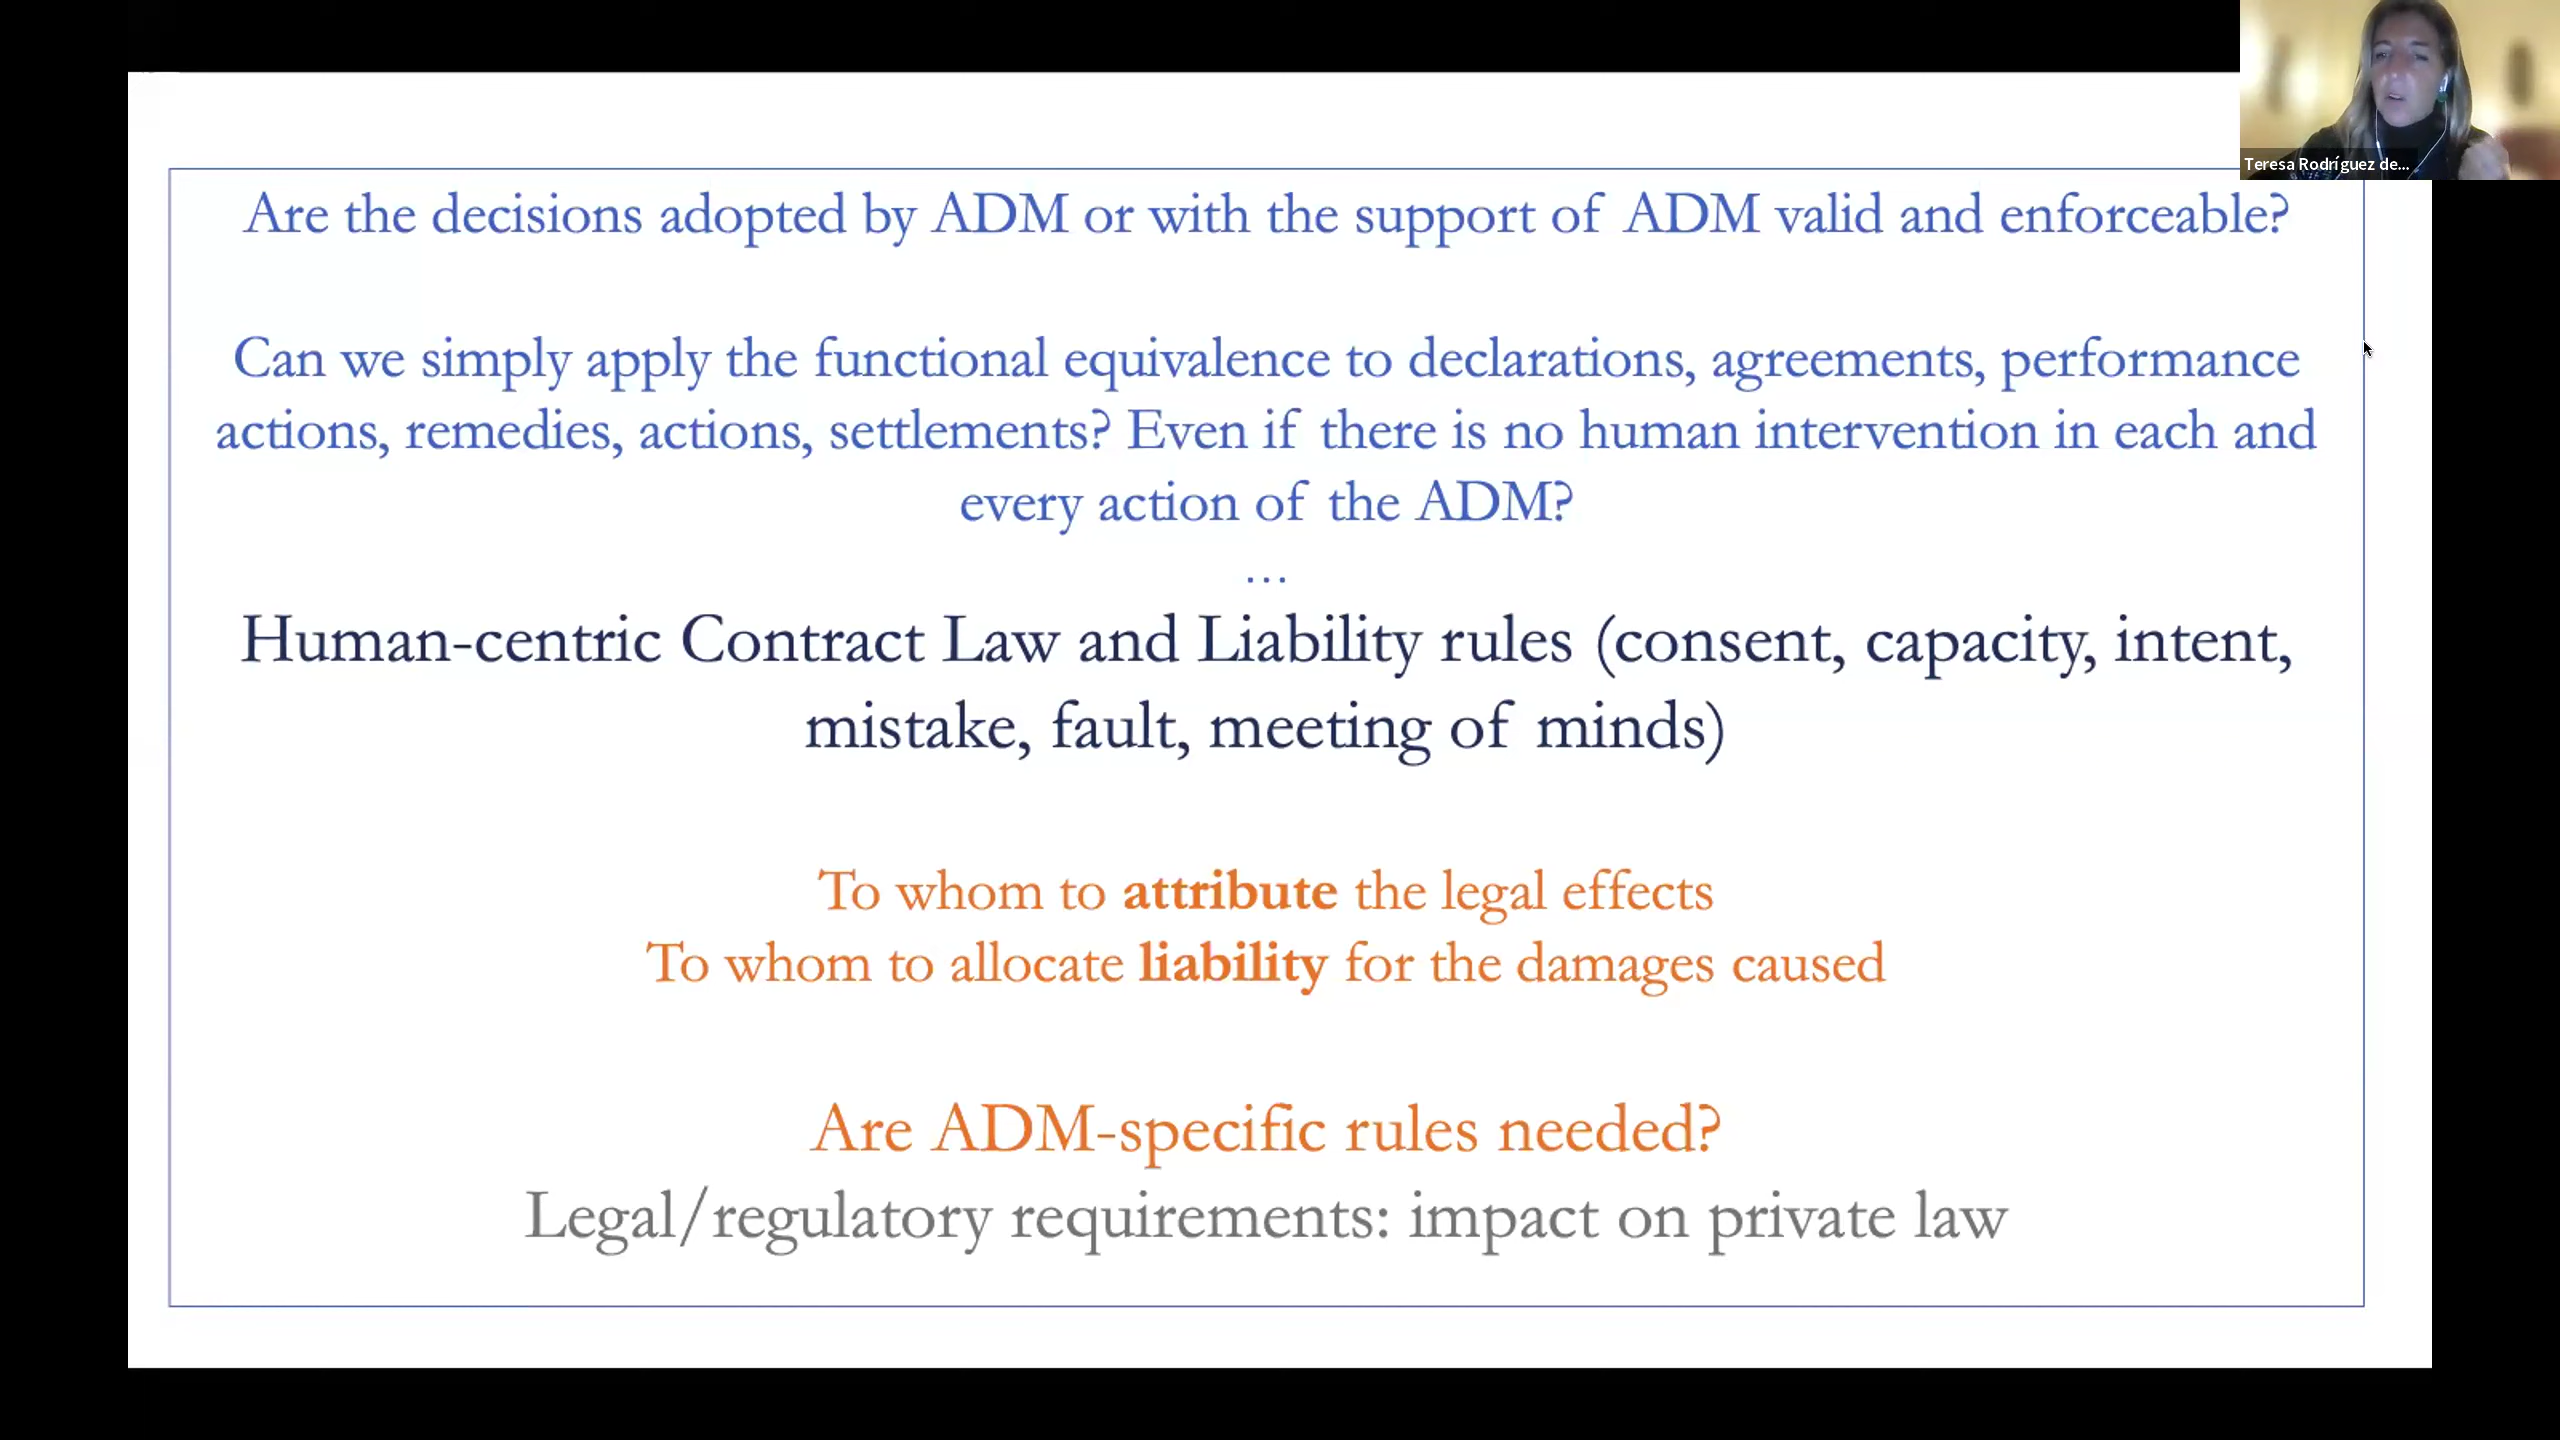 Teresa Rodríguez de...
Are the decisions adopted by ADM or with the support of ADM valid and enforceable?
Can we simply apply the functional equivalence to declarations, agreements, performance
actions, remedies, actions, settlements? Even if there is no human intervention in each and
every action of the ADM?
...
Human-centric Contract Law and Liability rules (consent, capacity, intent,
mistake, fault, meeting of minds)
To whom to attribute the legal effects
To whom to allocate liability for the damages caused
Are ADM-specific rules needed?
Legal/regulatory requirements: impact on private law